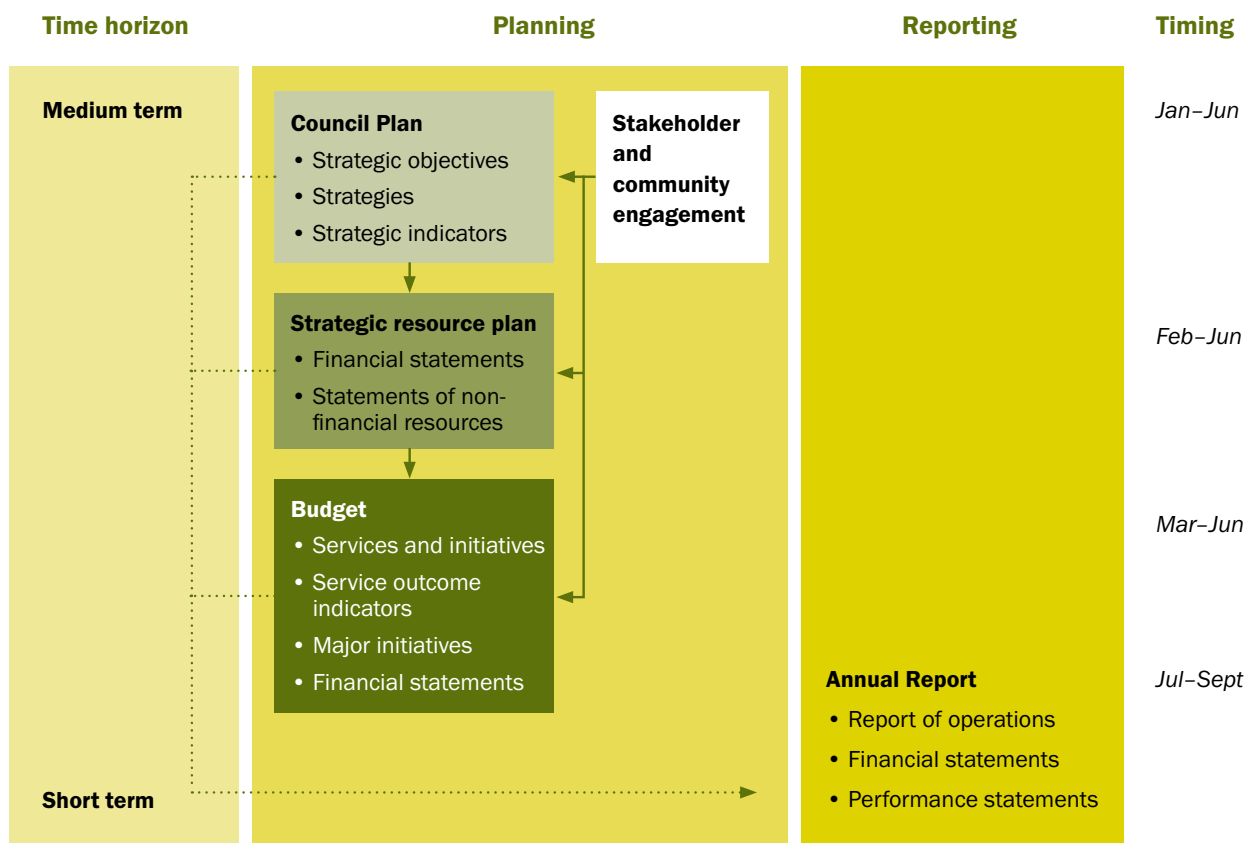 Time horizon
Planning
Reporting
Timing
Medium term
Council Plan
• Strategic objectives
• Strategies
• Strategic indicators
Stakeholder
and
community
engagement
Jan–Jun
Strategic resource plan
• Financial statements
• Statements of non-
financial resources
Feb–Jun
Budget
• Services and initiatives
• Service outcome
indicators
• Major initiatives
• Financial statements
Mar–Jun
Annual Report
• Report of operations
• Financial statements
• Performance statements
Jul–Sept
Short term